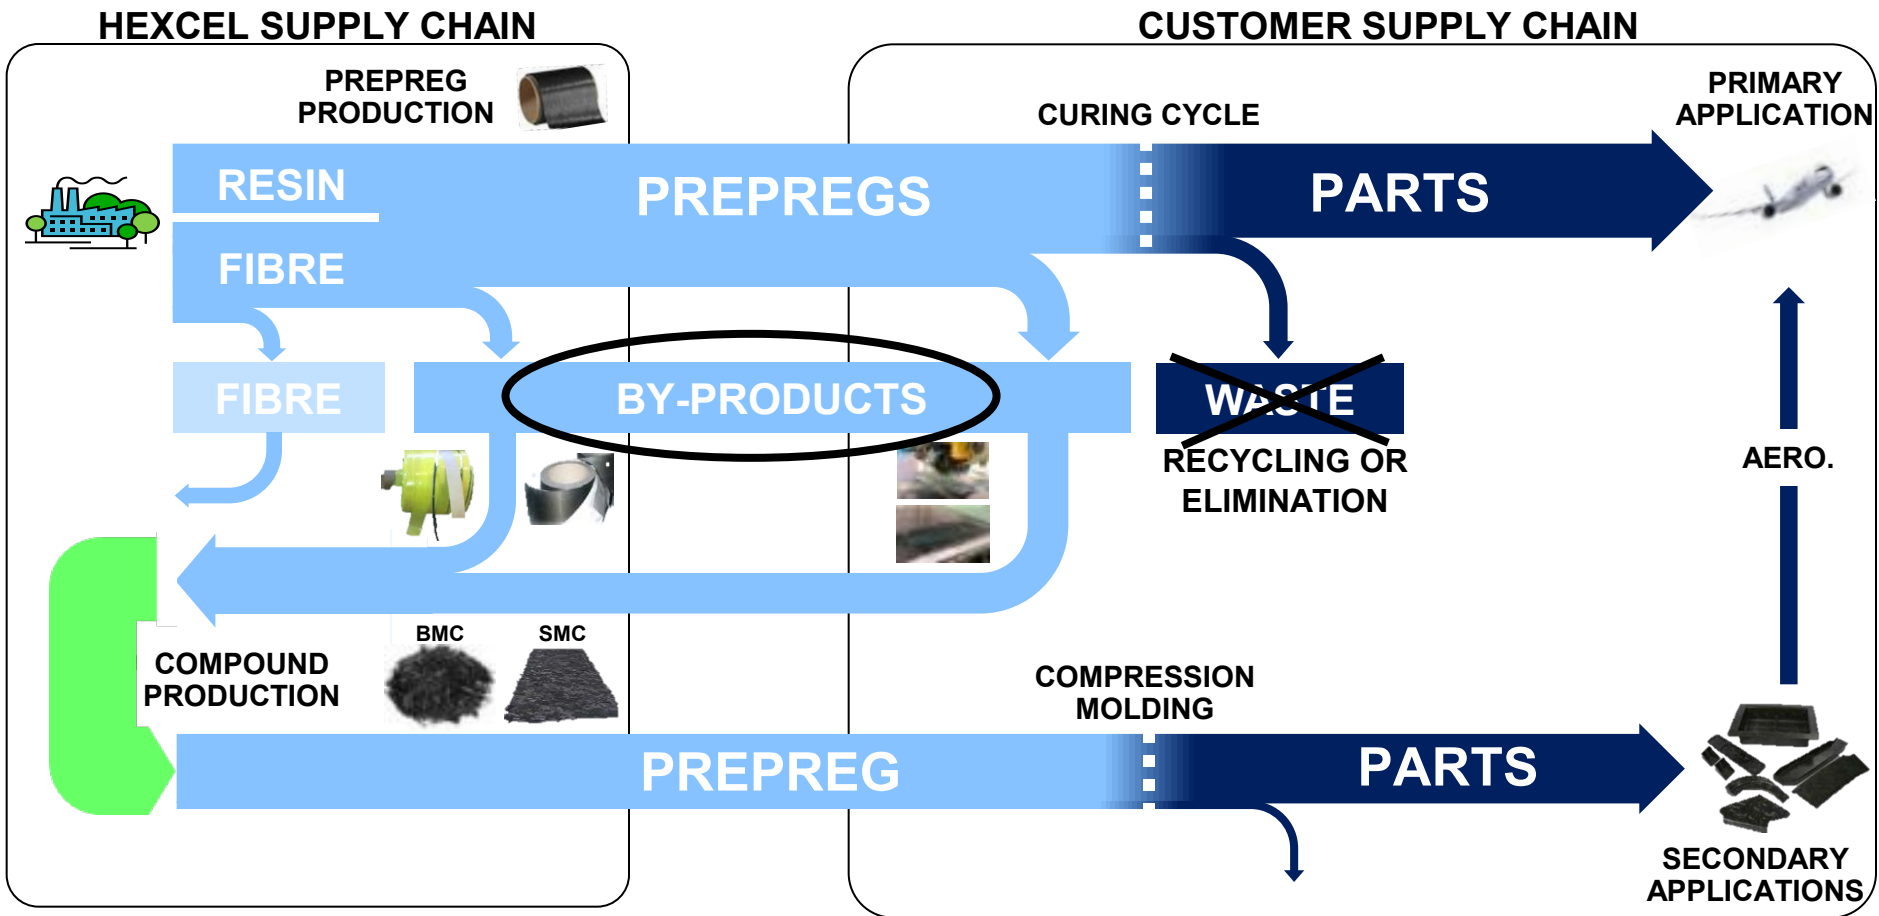 HEXCEL SUPPLY CHAIN
CUSTOMER SUPPLY CHAIN
PREPREG
PRODUCTION
CURING CYCLE
PRIMARY
APPLICATION
RESIN
PREPREGS
PARTS
FIBRE
FIBRE
BY-PRODUCTS
WASTE
RECYCLING OR
ELIMINATION
AERO.
BMC
SMC
COMPOUND
PRODUCTION
COMPRESSION
MOLDING
PREPREG
PARTS
SECONDARY
APPLICATIONS